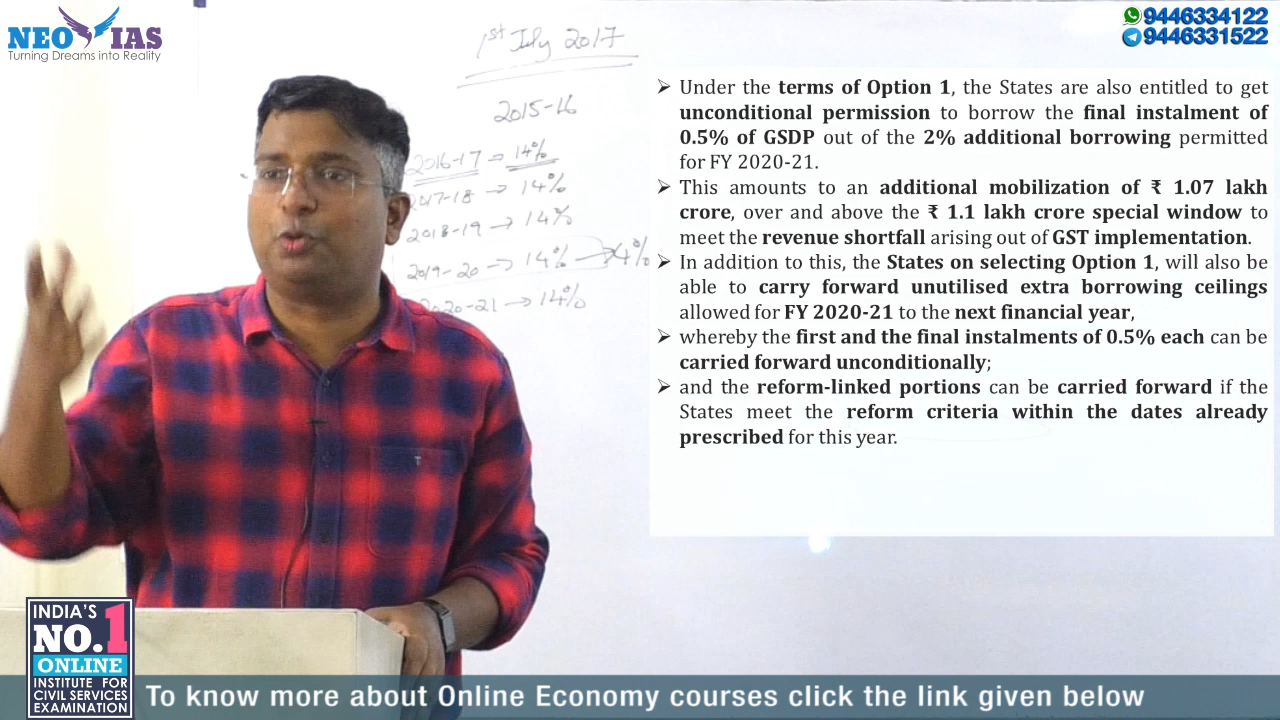 NEO IAS
Turning Dreams into Reality
9446334122
9446331522
1st July 2017
2015-16
2016-17 → 14%
2017-18 → 14%
2018-19 → 14%
2019-20 → 14% → 4%
2020-21 → 14%
➢ Under the terms of Option 1, the States are also entitled to get
unconditional permission to borrow the final instalment of
0.5% of GSDP out of the 2% additional borrowing permitted
for FY 2020-21.
➢ This amounts to an additional mobilization of ₹ 1.07 lakh
crore, over and above the ₹ 1.1 lakh crore special window to
meet the revenue shortfall arising out of GST implementation.
➢ In addition to this, the States on selecting Option 1, will also be
able to carry forward unutilised extra borrowing ceilings
allowed for FY 2020-21 to the next financial year,
➢ whereby the first and the final instalments of 0.5% each can be
carried forward unconditionally;
➢ and the reform-linked portions can be carried forward if the
States meet the reform criteria within the dates already
prescribed for this year.
INDIA'S
NO.1
ONLINE
INSTITUTE FOR
CIVIL SERVICES
EXAMINATION
To know more about Online Economy courses click the link given below